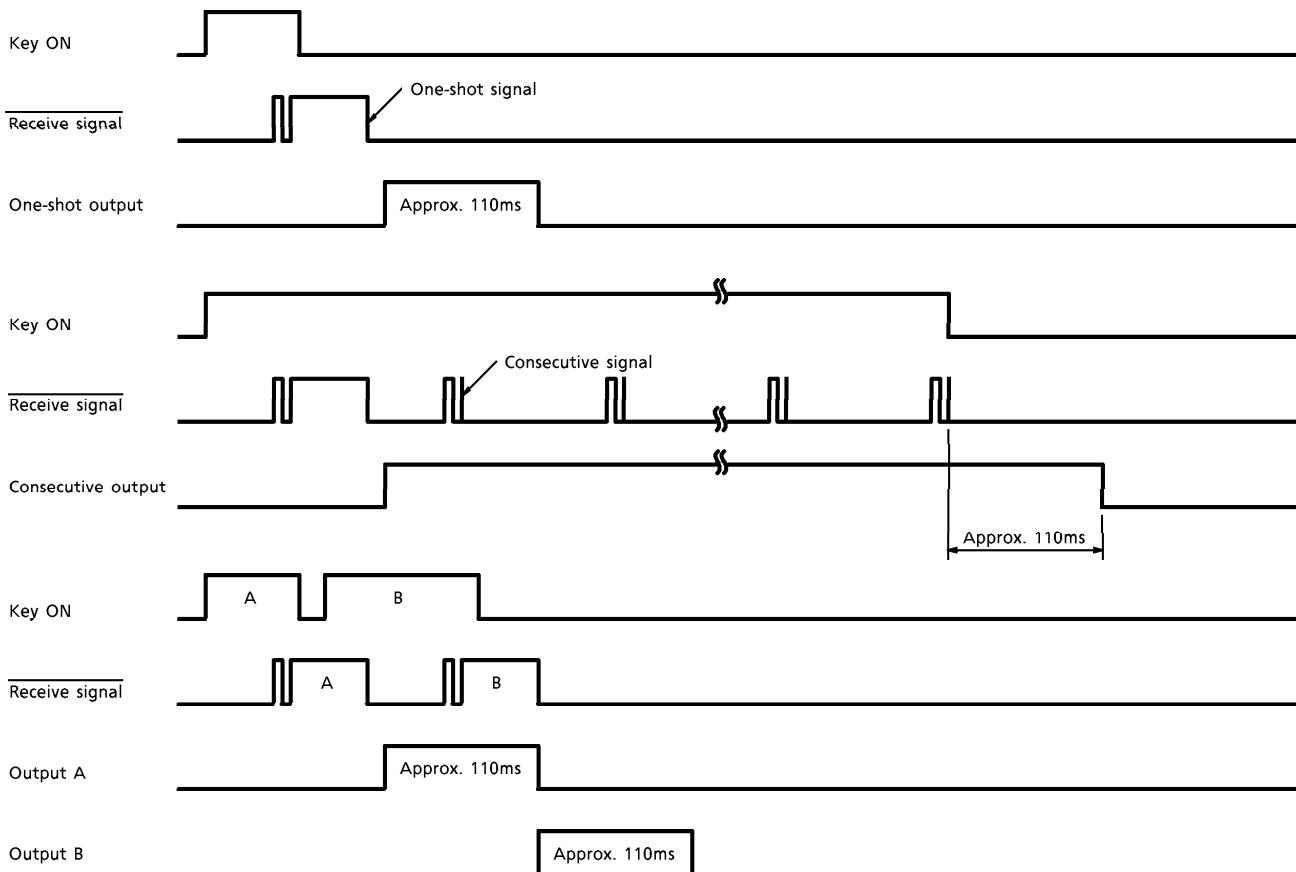 Key ON
One-shot signal
Receive signal
One-shot output
Approx. 110ms
Key ON
Consecutive signal
Receive signal
Consecutive output
Approx. 110ms
Key ON
A
B
Receive signal
A
B
Output A
Approx. 110ms
Output B
Approx. 110ms